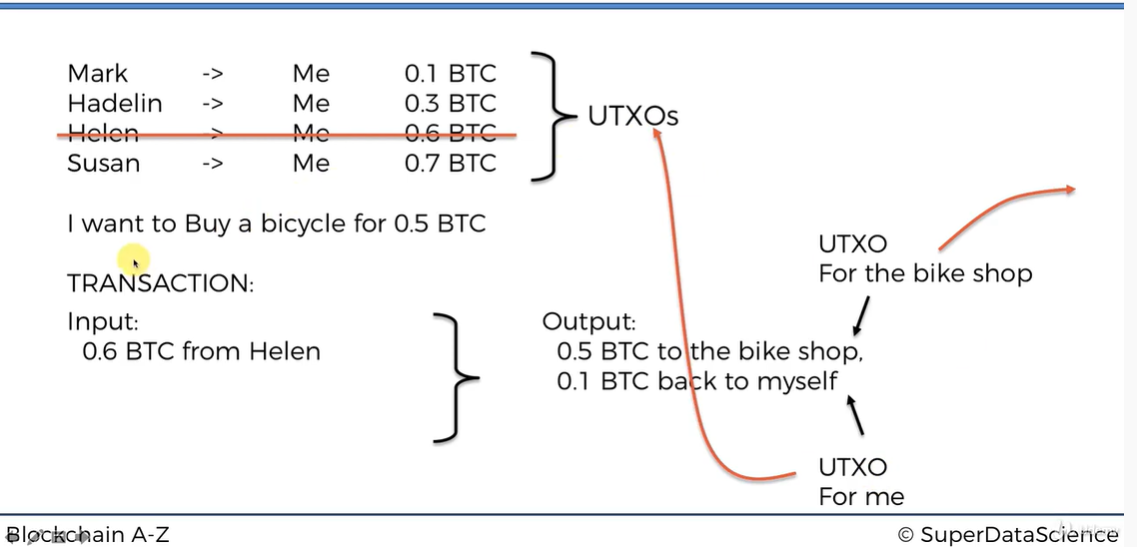 Mark -> Me 0.1 BTC
Hadelin -> Me 0.3 BTC
Helen -> Me 0.6 BTC
Susan -> Me 0.7 BTC
UTXOs
I want to Buy a bicycle for 0.5 BTC
UTXO
For the bike shop
TRANSACTION:
Input:
0.6 BTC from Helen
Output:
0.5 BTC to the bike shop,
0.1 BTC back to myself
UTXO
For me
Blockchain A-Z
© SuperDataScience